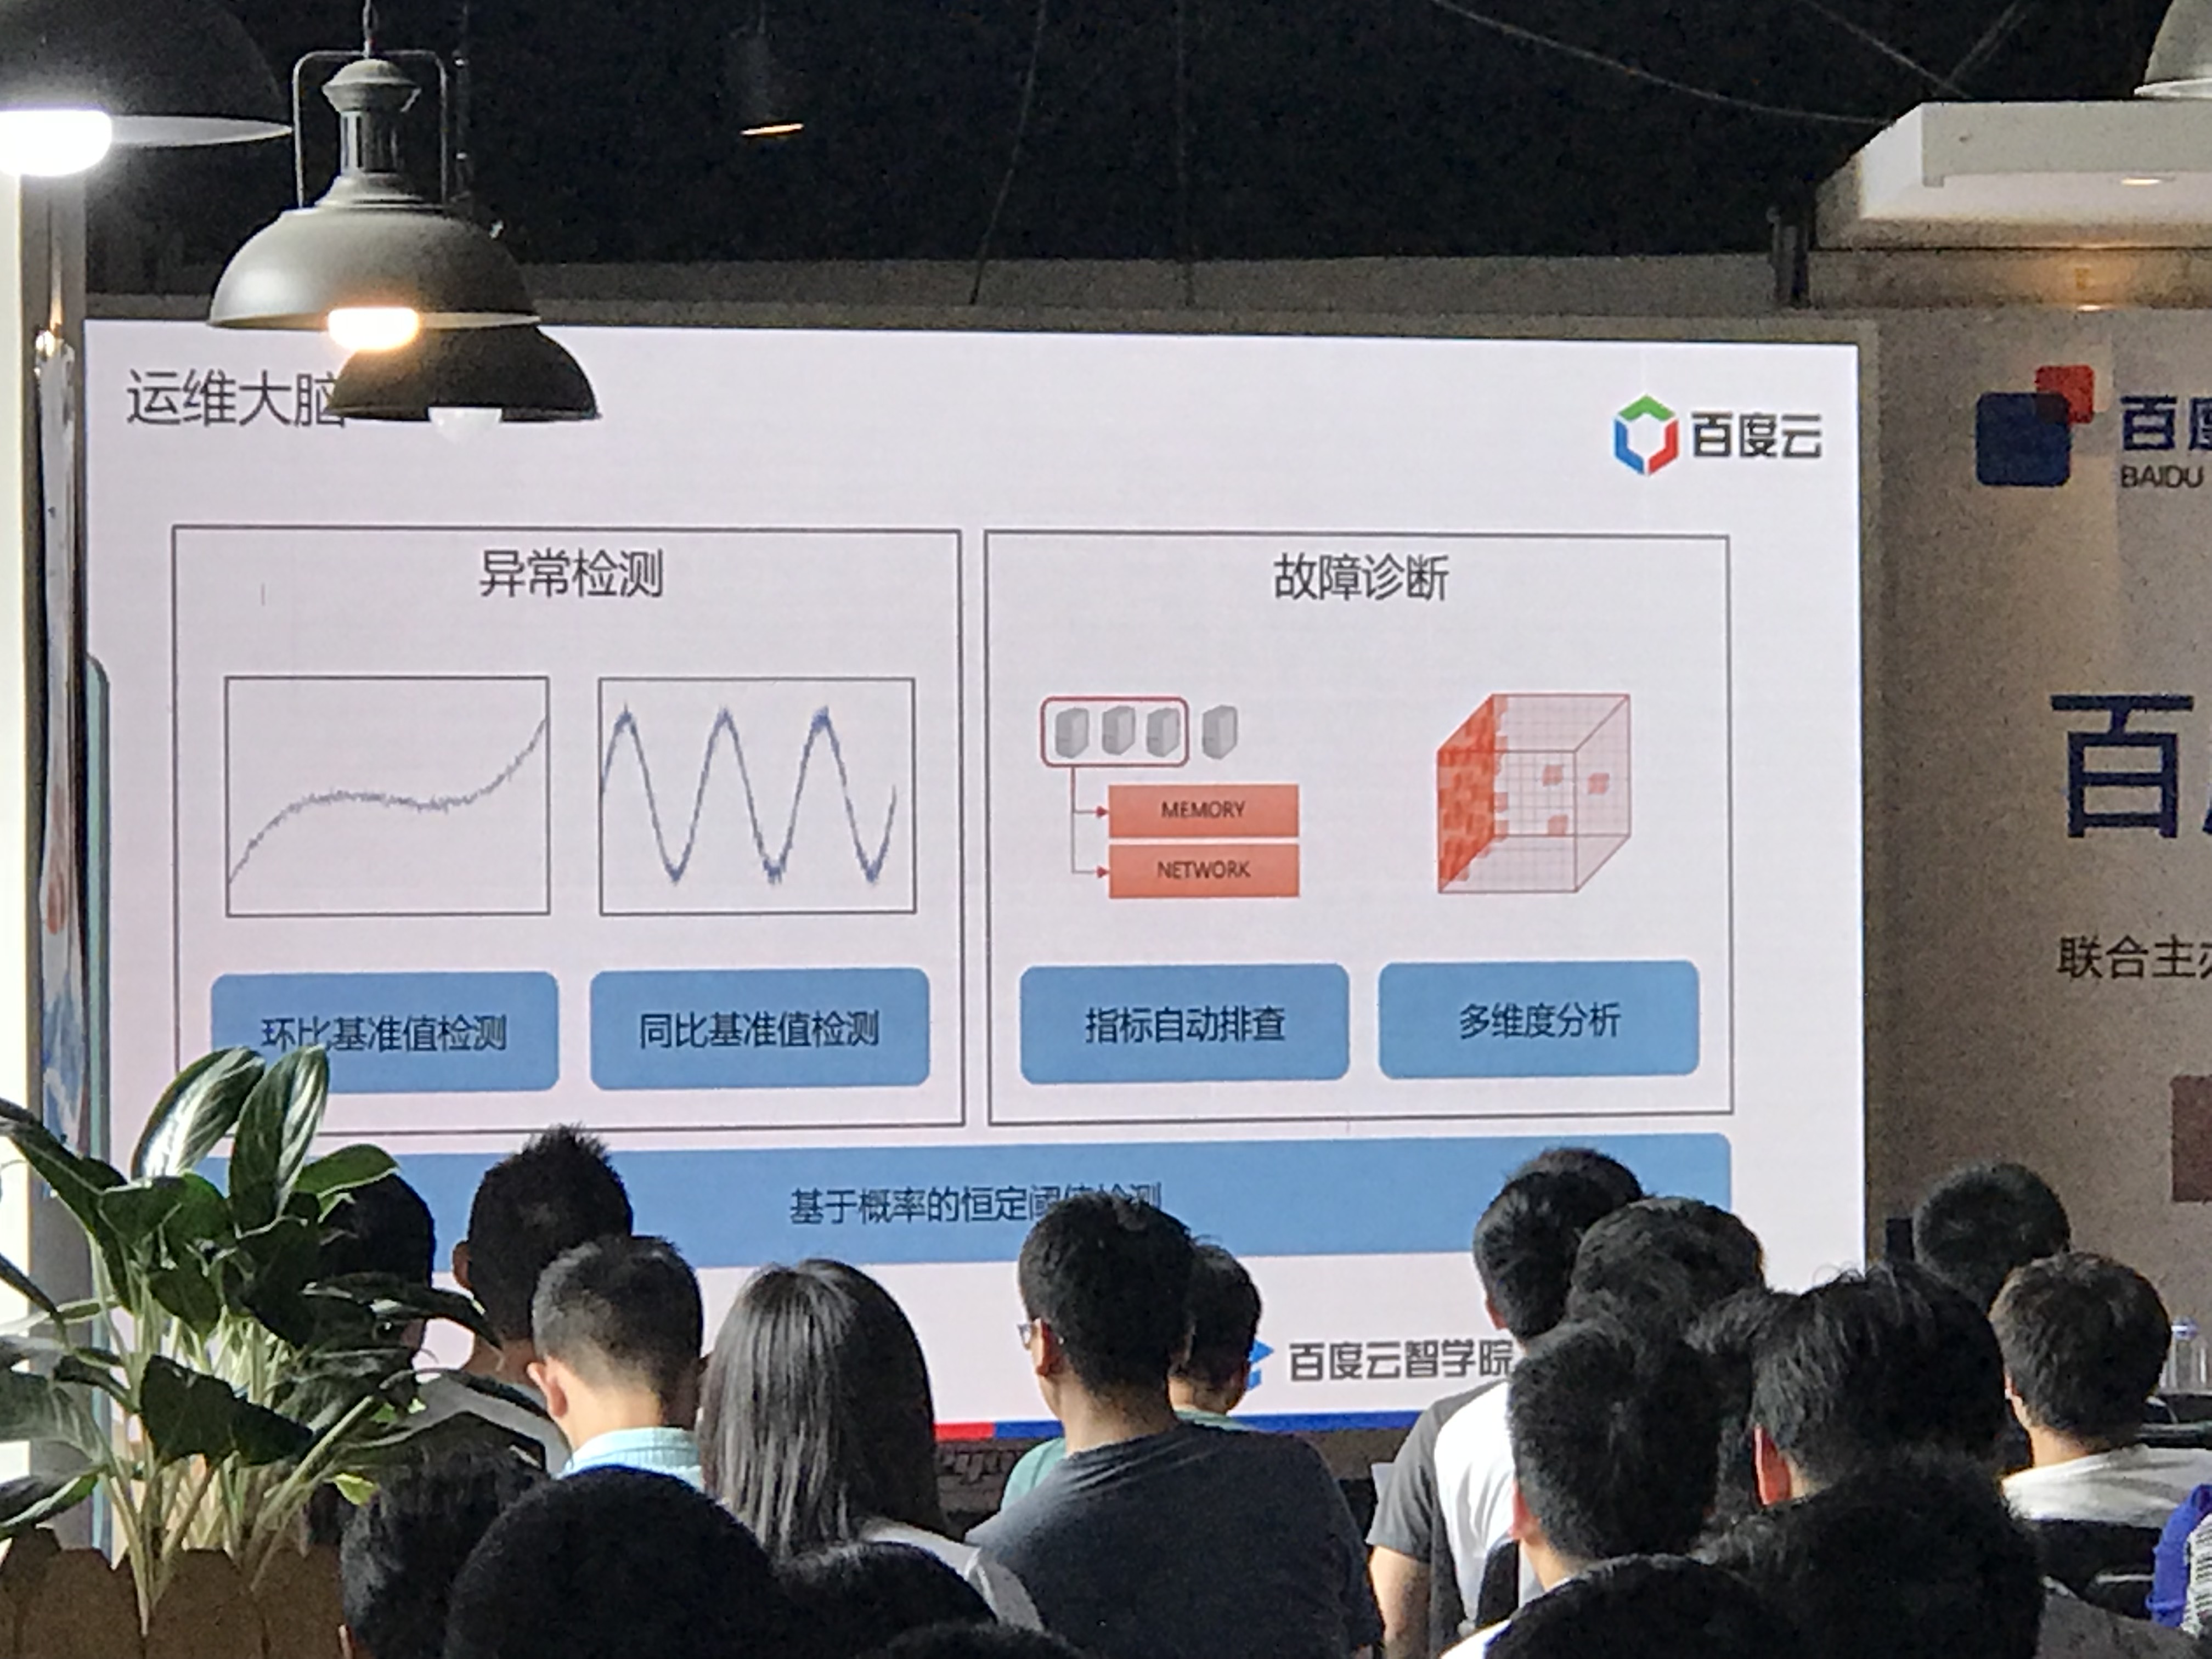 运维大脑
百度云
异常检测
故障诊断
MEMORY
NETWORK
环比基准值检测
同比基准值检测
指标自动排查
多维度分析
基于概率的恒定阈值检测
百度云智学院
百度
BAIDU
百
联合主办